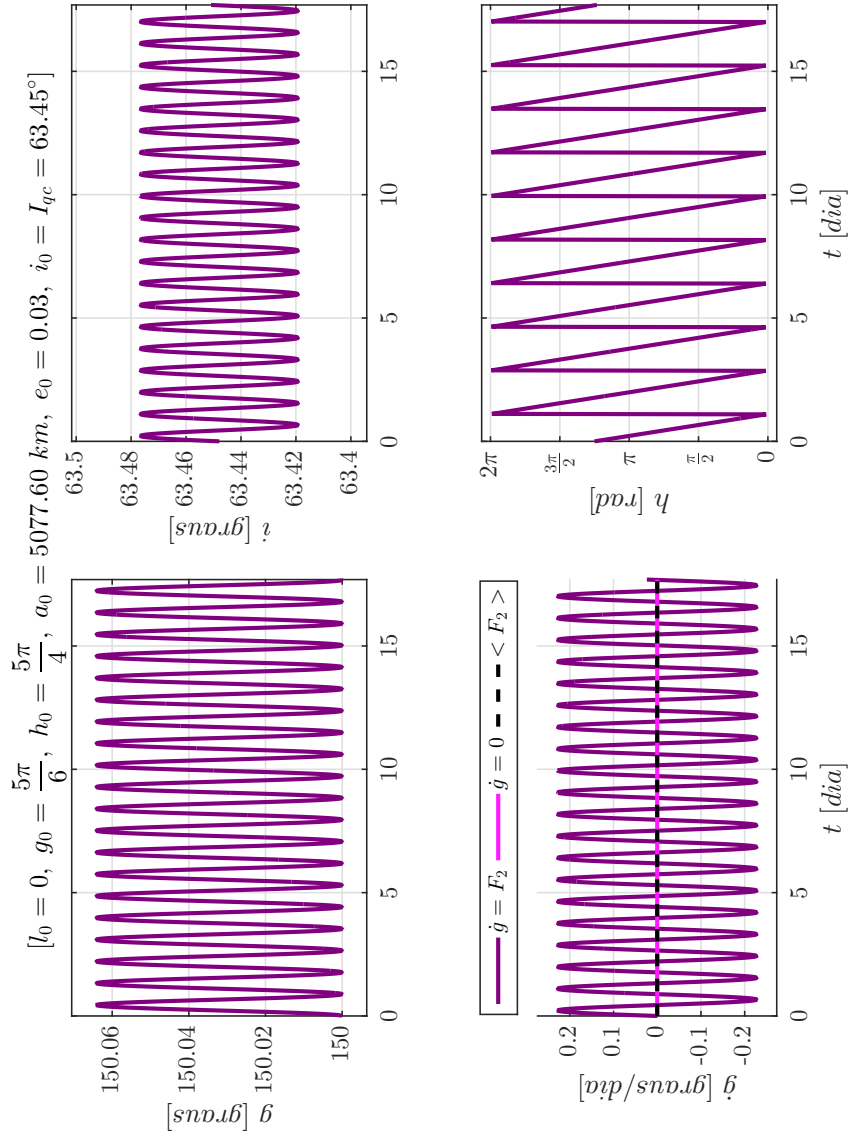 [l₀ = 0, g₀ = 5π/6, h₀ = 5π/4, a₀ = 5077.60 km, e₀ = 0.03, i₀ = I_qc = 63.45°]
g [graus]
150.06
150.04
150.02
150
0
5
10
15
i [graus]
63.5
63.48
63.46
63.44
63.42
63.4
0
5
10
15
ġ = F₂
ġ = 0
< F₂ >
ġ [graus/dia]
0.2
0.1
0
-0.1
-0.2
0
5
10
15
t [dia]
h [rad]
2π
3π/2
π
π/2
0
0
5
10
15
t [dia]